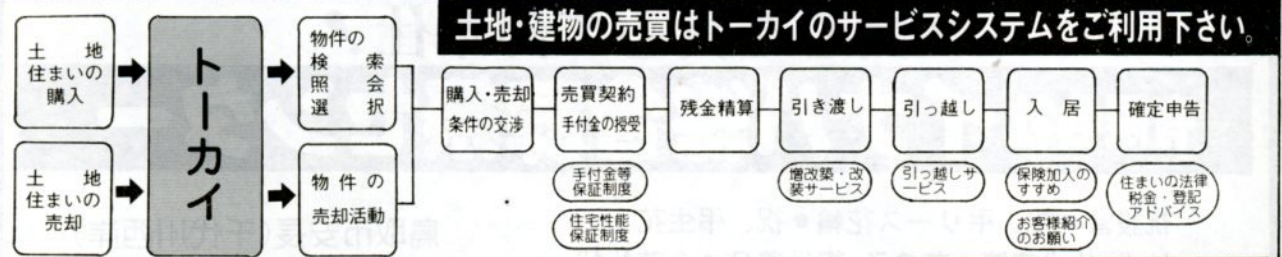 土地・建物の売買はトーカイのサービスシステムをご利用下さい。
土　　地
住まいの
購入
土　　地
住まいの
売却
トーカイ
物件の
検　　索
照　　会
選　　択
物 件 の
売却活動
購入・売却
条件の交渉
売買契約
手付金の授受
手付金等
保証制度
住宅性能
保証制度
残金精算
引き渡し
増改築・改
装サービス
引っ越し
引っ越しサ
ービス
入　居
保険加入の
すすめ
お客様紹介
のお願い
確定申告
住まいの法律
税金・登記
アドバイス